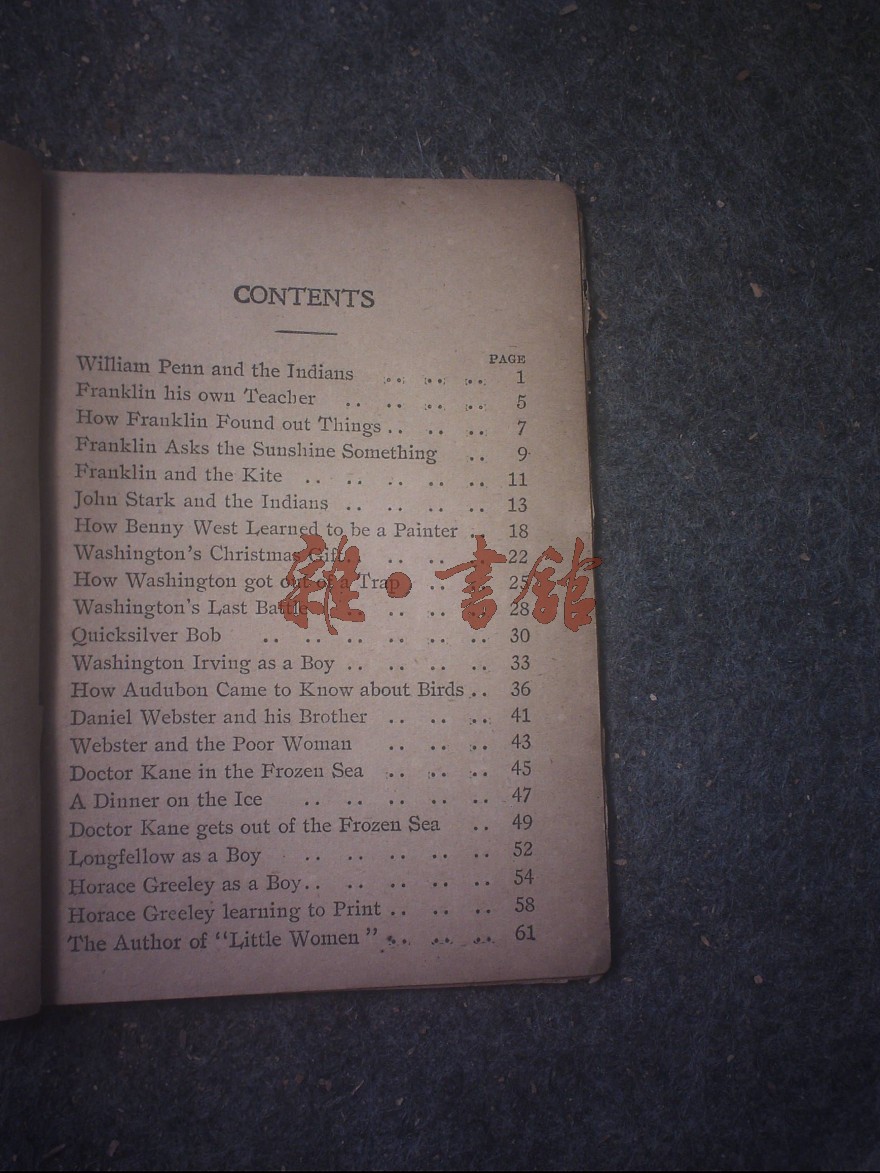 CONTENTS
PAGE
William Penn and the Indians .. .. .. 1
Franklin his own Teacher .. .. .. .. 5
How Franklin Found out Things .. .. .. 7
Franklin Asks the Sunshine Something .. 9
Franklin and the Kite .. .. .. .. .. 11
John Stark and the Indians .. .. .. .. 13
How Benny West Learned to be a Painter .. 18
Washington's Christmas Gift .. .. .. .. 22
How Washington got out of a Trap .. .. 25
Washington's Last Battle .. .. .. .. 28
Quicksilver Bob .. .. .. .. .. .. 30
Washington Irving as a Boy .. .. .. .. 33
How Audubon Came to Know about Birds .. 36
Daniel Webster and his Brother .. .. .. 41
Webster and the Poor Woman .. .. .. 43
Doctor Kane in the Frozen Sea .. .. .. 45
A Dinner on the Ice .. .. .. .. .. 47
Doctor Kane gets out of the Frozen Sea .. 49
Longfellow as a Boy .. .. .. .. .. 52
Horace Greeley as a Boy .. .. .. .. .. 54
Horace Greeley learning to Print .. .. .. 58
The Author of "Little Women" .. .. .. 61
雜·書館